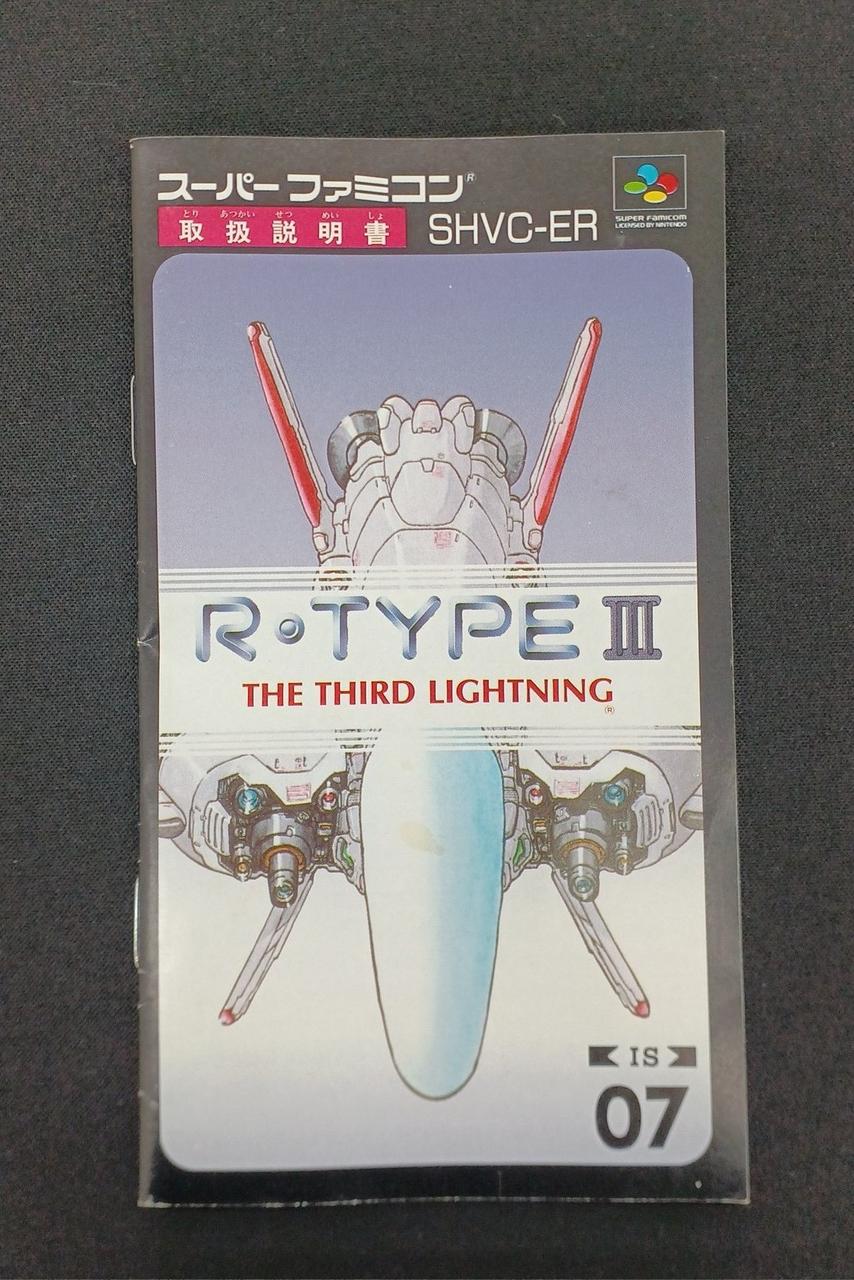 スーパーファミコン®
とり あつかい せつ めい しょ
取扱説明書
SHVC-ER
SUPER FAMICOM
LICENSED BY NINTENDO
R•TYPE III
THE THIRD LIGHTNING
®
IS
07